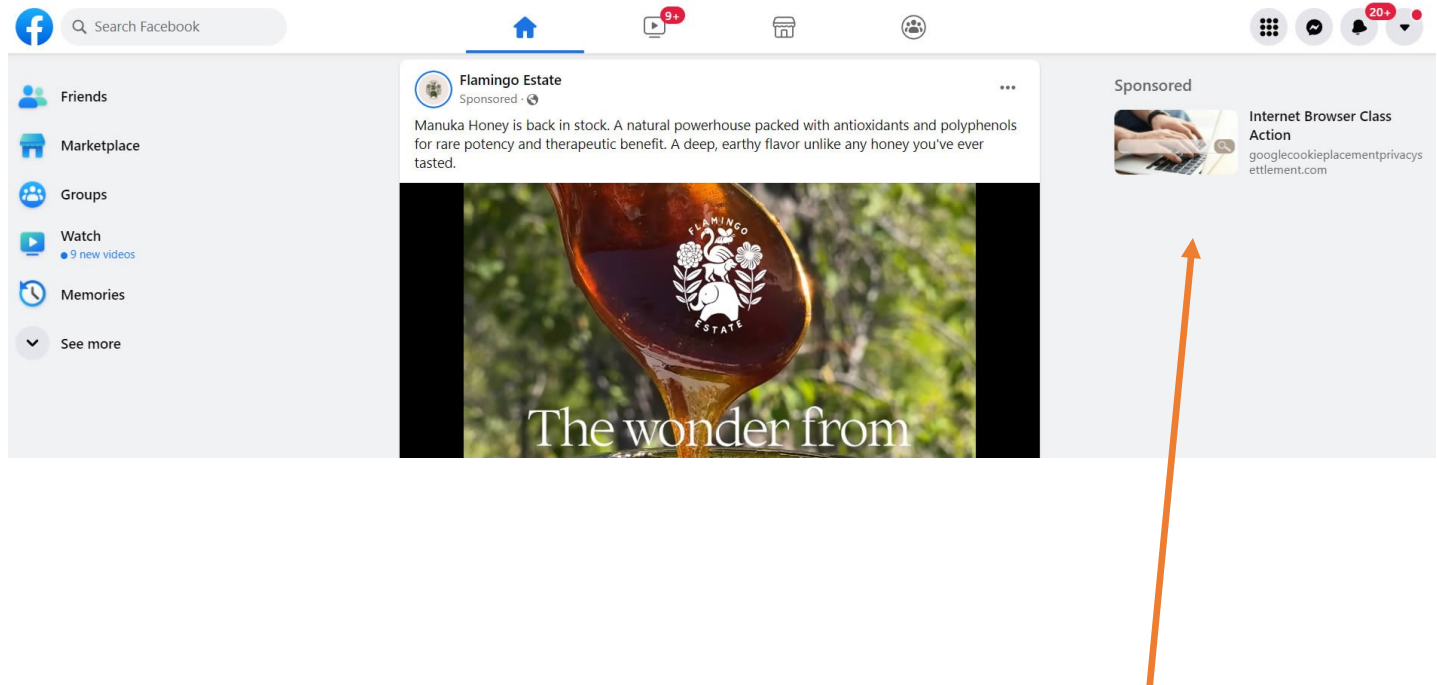 Search Facebook
9+
20+
Friends
Marketplace
Groups
Watch
9 new videos
Memories
See more
Flamingo Estate
Sponsored ·
Manuka Honey is back in stock. A natural powerhouse packed with antioxidants and polyphenols
for rare potency and therapeutic benefit. A deep, earthy flavor unlike any honey you've ever
tasted.
FLAMINGO
ESTATE
The wonder from
Sponsored
Internet Browser Class
Action
googlecookieplacementprivacys
ettlement.com